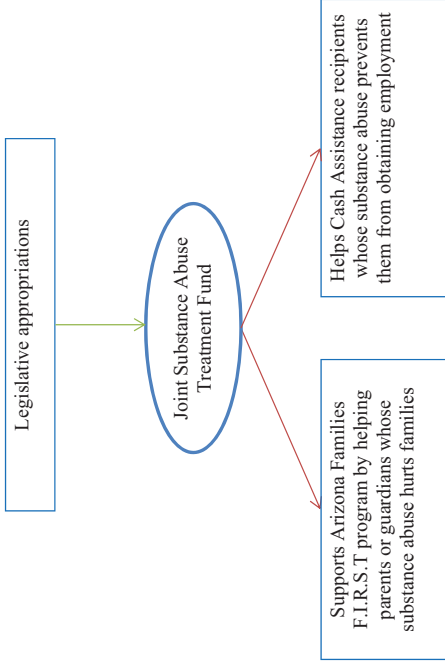 Legislative appropriations
Joint Substance Abuse
Treatment Fund
Supports Arizona Families
F.I.R.S.T program by helping
parents or guardians whose
substance abuse hurts families
Helps Cash Assistance recipients
whose substance abuse prevents
them from obtaining employment